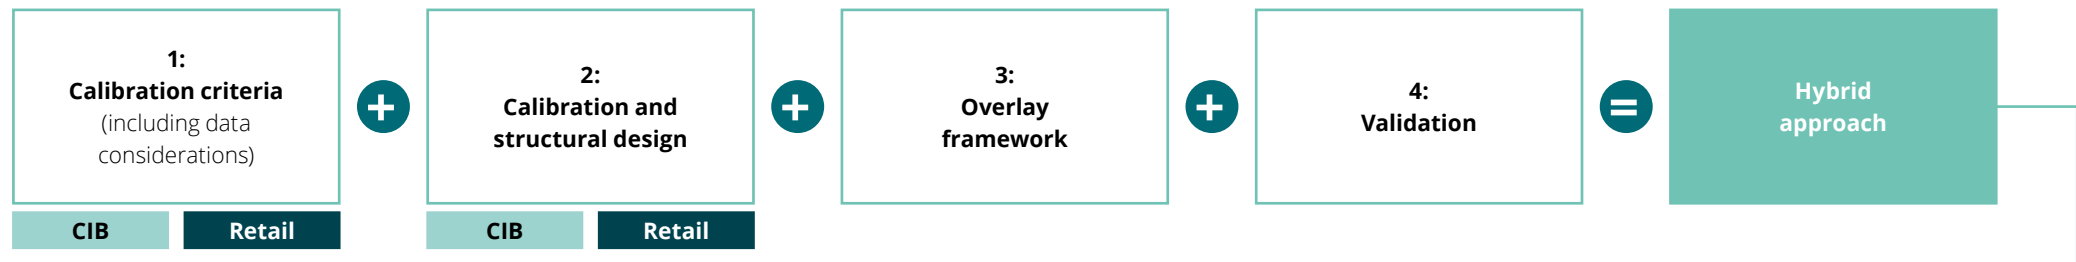 1:
Calibration criteria
(including data
considerations)
CIB
Retail
+
2:
Calibration and
structural design
CIB
Retail
+
3:
Overlay
framework
+
4:
Validation
=
Hybrid
approach